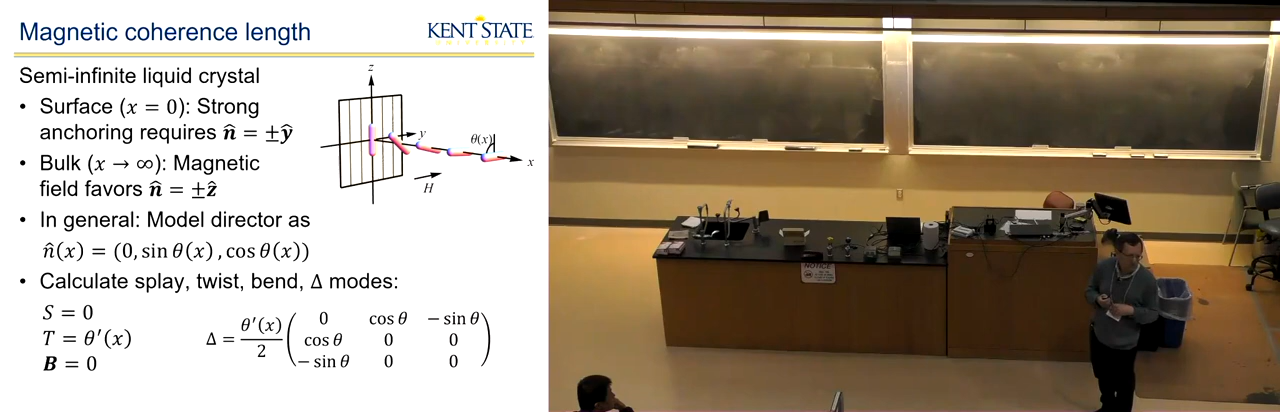 Magnetic coherence length
KENT STATE
UNIVERSITY
Semi-infinite liquid crystal
• Surface (x = 0): Strong
anchoring requires n̂ = ±ŷ
• Bulk (x → ∞): Magnetic
field favors n̂ = ±ẑ
• In general: Model director as
n̂(x) = (0, sin θ(x) , cos θ(x))
• Calculate splay, twist, bend, Δ modes:
S = 0
T = θ′(x)
B = 0
Δ = θ′(x)/2 ( 0 cos θ − sin θ
cos θ 0 0
− sin θ 0 0 )
z
y
θ(x)
x
H
NOTICE